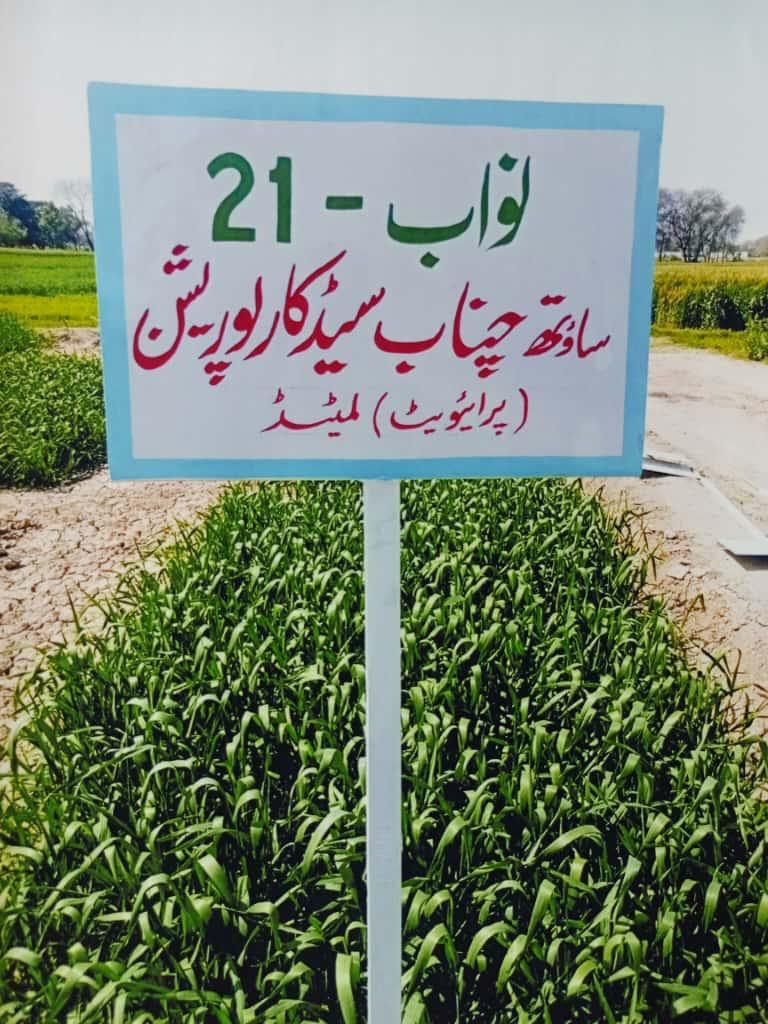 نواب - 21
ساؤتھ چناب سیڈ کارپوریشن
(پرائیویٹ) لمیٹڈ